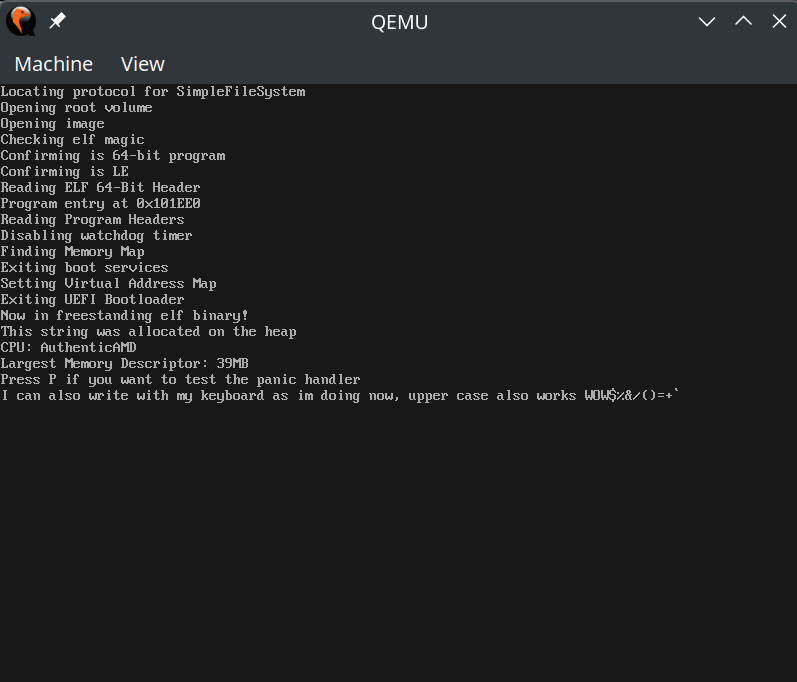 QEMU
Machine View
Locating protocol for SimpleFileSystem
Opening root volume
Opening image
Checking elf magic
Confirming is 64-bit program
Confirming is LE
Reading ELF 64-Bit Header
Program entry at 0x101EE0
Reading Program Headers
Disabling watchdog timer
Finding Memory Map
Exiting boot services
Setting Virtual Address Map
Exiting UEFI Bootloader
Now in freestanding elf binary!
This string was allocated on the heap
CPU: AuthenticAMD
Largest Memory Descriptor: 39MB
Press P if you want to test the panic handler
I can also write with my keyboard as im doing now, upper case also works WOW$%&/()=+`